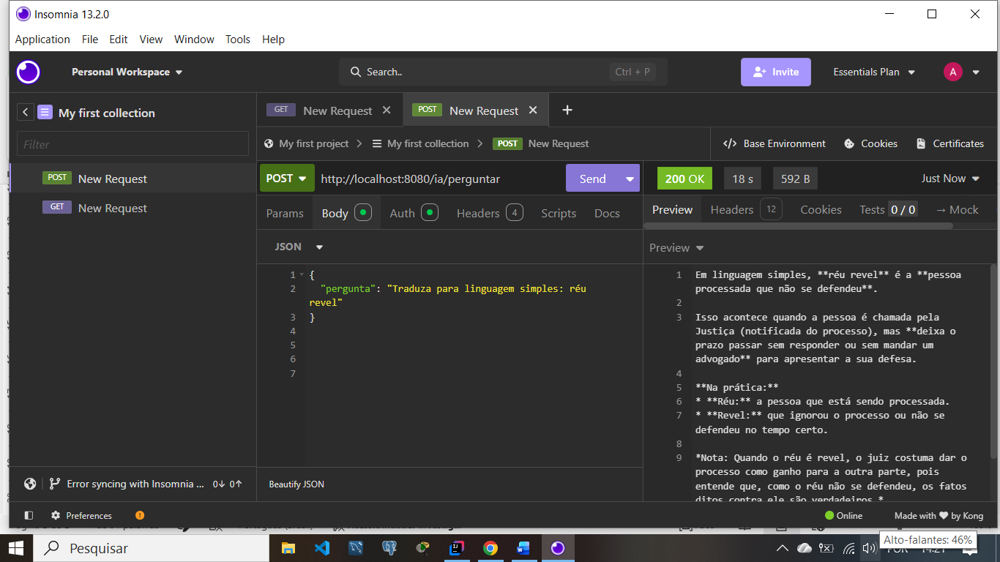 Insomnia 13.2.0
Application File Edit View Window Tools Help
Personal Workspace
Search..
Ctrl + P
Invite
Essentials Plan
A
My first collection
GET New Request
POST New Request
Filter
My first project
My first collection
POST New Request
Base Environment
Cookies
Certificates
POST New Request
GET New Request
POST
http://localhost:8080/ia/perguntar
Send
200 OK
18 s
592 B
Just Now
Params Body Auth Headers 4 Scripts Docs
Preview Headers 12 Cookies Tests 0 / 0 → Mock
JSON
Preview
1 {
2 "pergunta": "Traduza para linguagem simples: réu
revel"
3 }
4
5
6
7
1 Em linguagem simples, **réu revel** é a **pessoa
processada que não se defendeu**.
2
3 Isso acontece quando a pessoa é chamada pela
Justiça (notificada do processo), mas **deixa o
prazo passar sem responder ou sem mandar um
advogado** para apresentar a sua defesa.
4
5 **Na prática:**
6 * **Réu:** a pessoa que está sendo processada.
7 * **Revel:** que ignorou o processo ou não se
defendeu no tempo certo.
8
9 *Nota: Quando o réu é revel, o juiz costuma dar o
processo como ganho para a outra parte, pois
entende que, como o réu não se defendeu, os fatos
ditos contra ele são verdadeiros.*
Error syncing with Insomnia ... 0↓ 0↑
Beautify JSON
Preferences
Online
Made with ❤ by Kong
Pesquisar
Alto-falantes: 46%